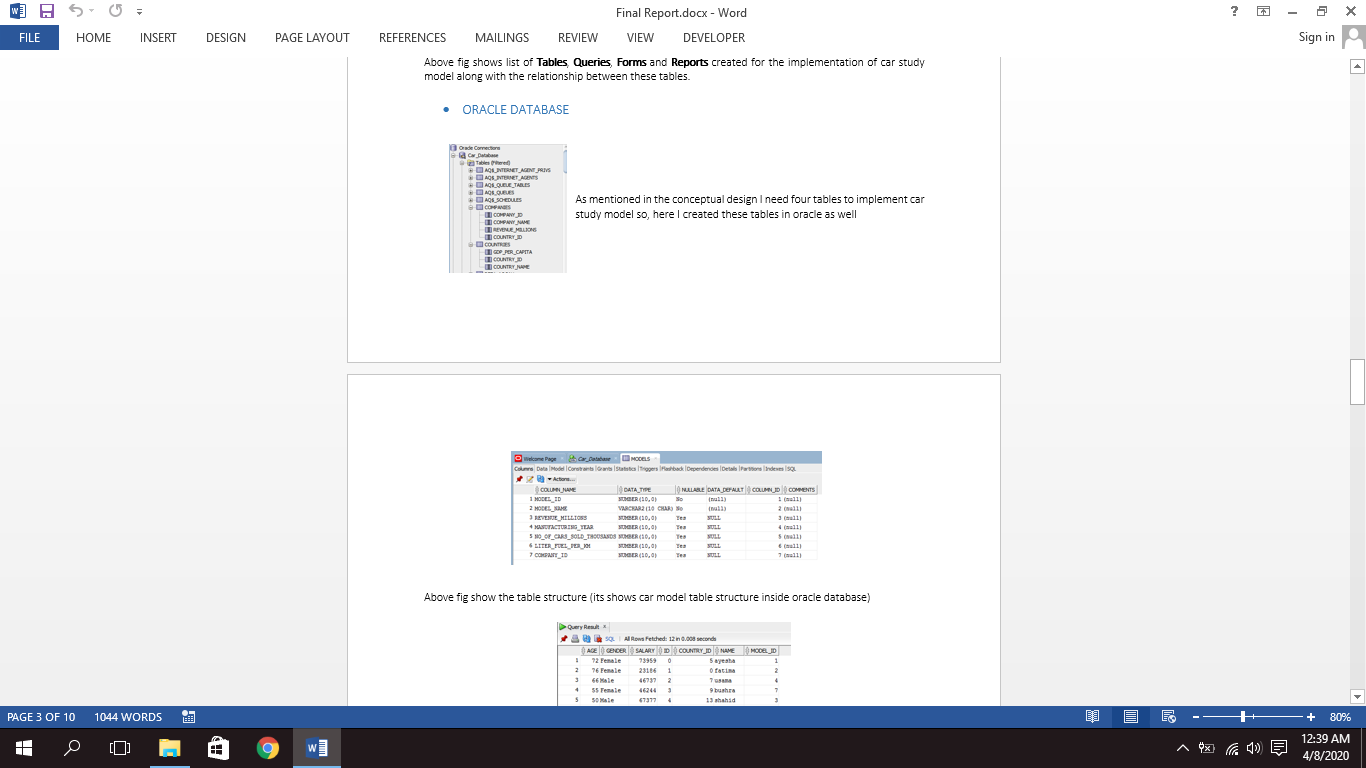 Final Report.docx - Word
FILE HOME INSERT DESIGN PAGE LAYOUT REFERENCES MAILINGS REVIEW VIEW DEVELOPER Sign in
Above fig shows list of Tables, Queries, Forms and Reports created for the implementation of car study
model along with the relationship between these tables.
• ORACLE DATABASE
Oracle Connections
Car_Database
Tables (Filtered)
AQ$_INTERNET_AGENT_PRIVS
AQ$_INTERNET_AGENTS
AQ$_QUEUE_TABLES
AQ$_QUEUES
AQ$_SCHEDULES
COMPANIES
COMPANY_ID
COMPANY_NAME
REVENUE_MILLIONS
COUNTRY_ID
COUNTRIES
GDP_PER_CAPITA
COUNTRY_ID
COUNTRY_NAME
As mentioned in the conceptual design I need four tables to implement car
study model so, here I created these tables in oracle as well
Welcome Page Car_Database MODELS
Columns Data Model Constraints Grants Statistics Triggers Flashback Dependencies Details Partitions Indexes SQL
Actions...
COLUMN_NAME DATA_TYPE NULLABLE DATA_DEFAULT COLUMN_ID COMMENTS
1 MODEL_ID NUMBER(10,0) No (null) 1 (null)
2 MODEL_NAME VARCHAR2(10 CHAR) No (null) 2 (null)
3 REVENUE_MILLIONS NUMBER(10,0) Yes NULL 3 (null)
4 MANUFACTURING_YEAR NUMBER(10,0) Yes NULL 4 (null)
5 NO_OF_CARS_SOLD_THOUSANDS NUMBER(10,0) Yes NULL 5 (null)
6 LITER_FUEL_PER_KM NUMBER(10,0) Yes NULL 6 (null)
7 COMPANY_ID NUMBER(10,0) Yes NULL 7 (null)
Above fig show the table structure (its shows car model table structure inside oracle database)
Query Result ×
SQL | All Rows Fetched: 12 in 0.008 seconds
AGE GENDER SALARY ID COUNTRY_ID NAME MODEL_ID
1 72 Female 73959 0 5 ayesha 1
2 76 Female 23186 1 0 fatima 2
3 66 Male 46737 2 7 usama 4
4 55 Female 46244 3 9 bushra 7
5 50 Male 67377 4 13 shahid 3
PAGE 3 OF 10 1044 WORDS 80%
12:39 AM
4/8/2020